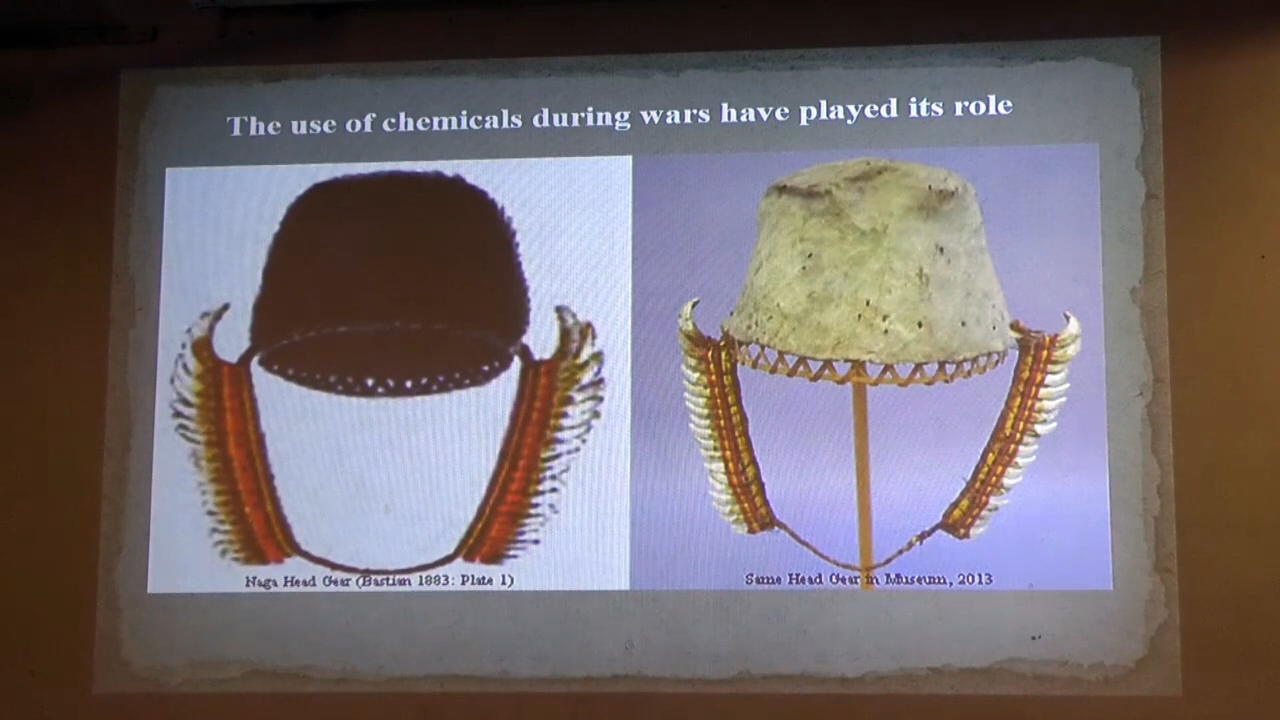 The use of chemicals during wars have played its role
Naga Head Gear (Bastian 1883: Plate 1)
Same Head Gear in Museum, 2013